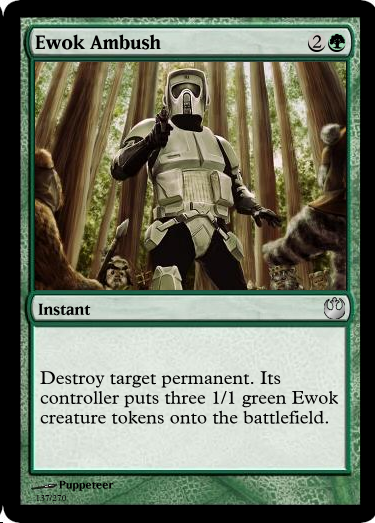 Ewok Ambush 2
Instant
Destroy target permanent. Its
controller puts three 1/1 green Ewok
creature tokens onto the battlefield.
Puppeteer
137/270